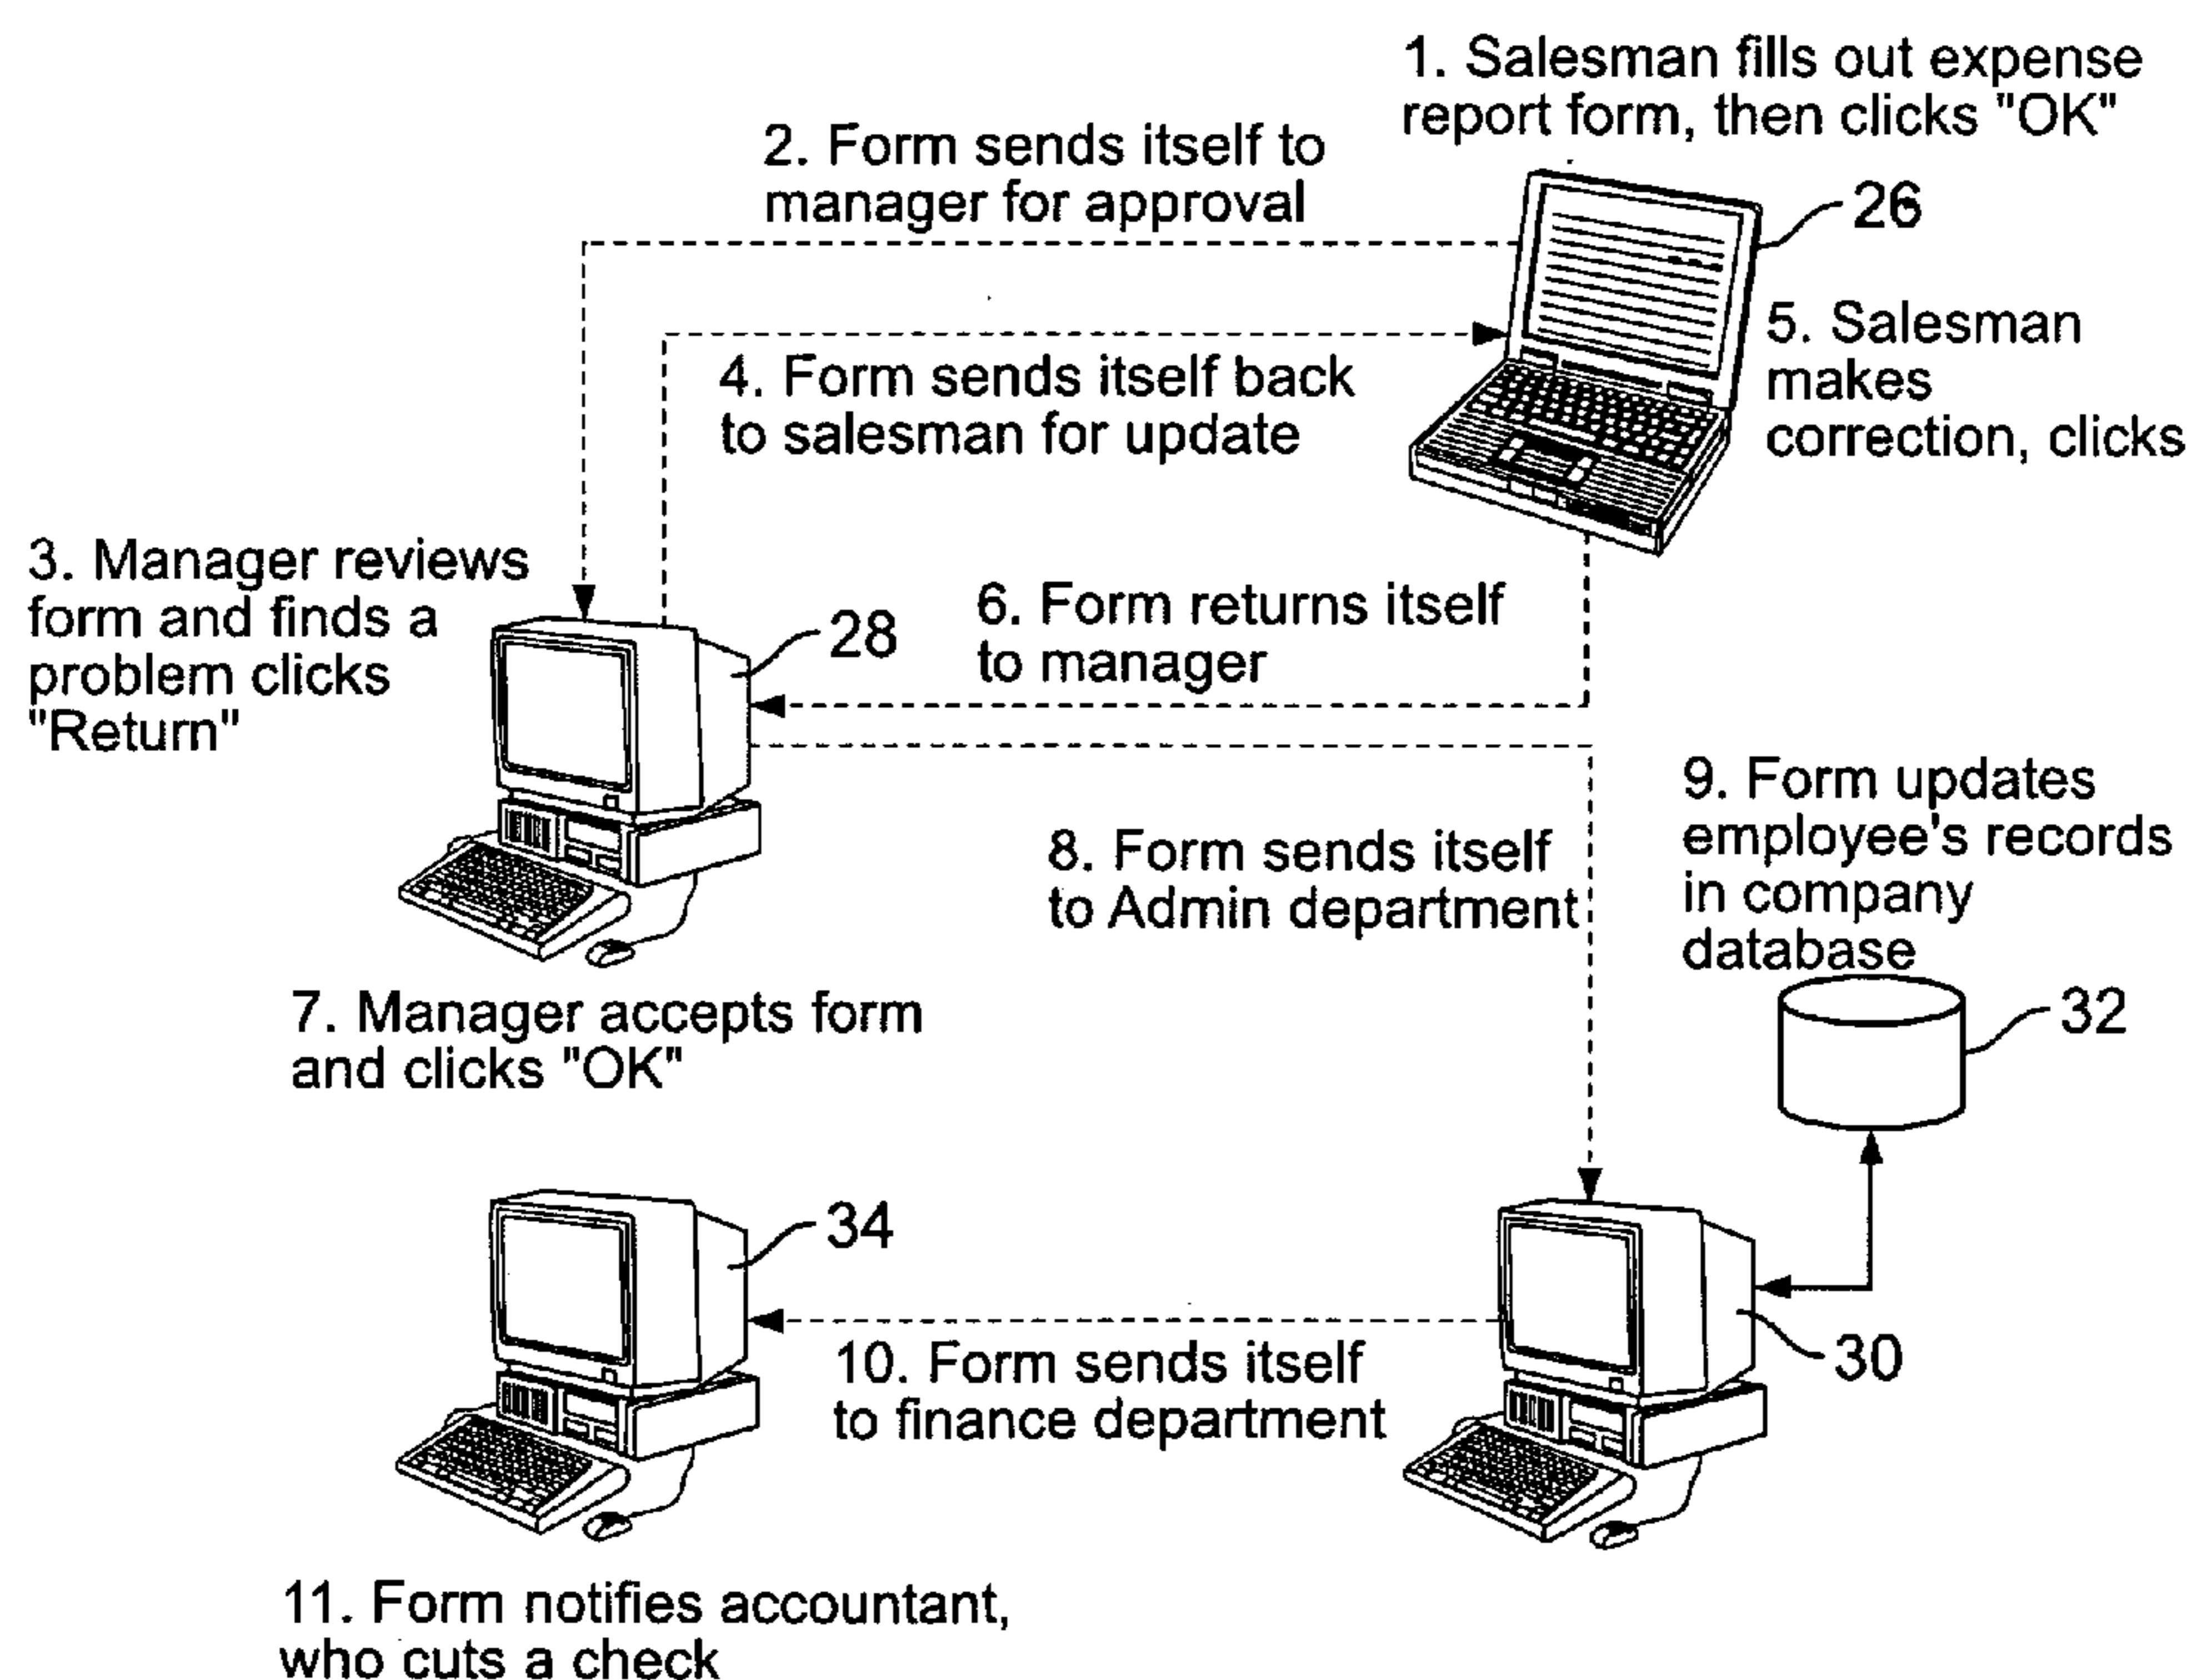 1. Salesman fills out expense
report form, then clicks "OK"
2. Form sends itself to
manager for approval
26
5. Salesman
makes
correction, clicks
4. Form sends itself back
to salesman for update
3. Manager reviews
form and finds a
problem clicks
"Return"
28
6. Form returns itself
to manager
9. Form updates
employee's records
in company
database
8. Form sends itself
to Admin department
7. Manager accepts form
and clicks "OK"
32
34
30
10. Form sends itself
to finance department
11. Form notifies accountant,
who cuts a check